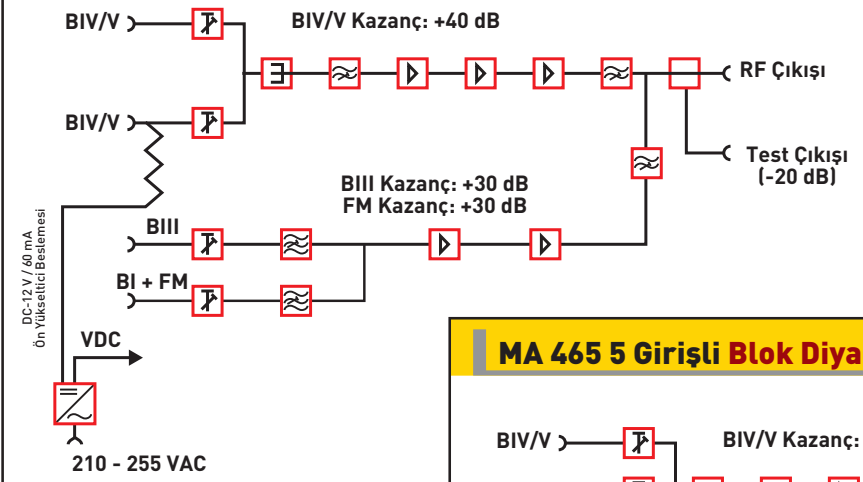 BIV/V
BIV/V Kazanç: +40 dB
RF Çıkışı
BIV/V
Test Çıkışı
(-20 dB)
BIII Kazanç: +30 dB
FM Kazanç: +30 dB
BIII
BI + FM
DC-12 V / 60 mA
Ön Yükseltici Beslemesi
VDC
210 - 255 VAC
MA 465 5 Girişli Blok Diya
BIV/V
BIV/V Kazanç: